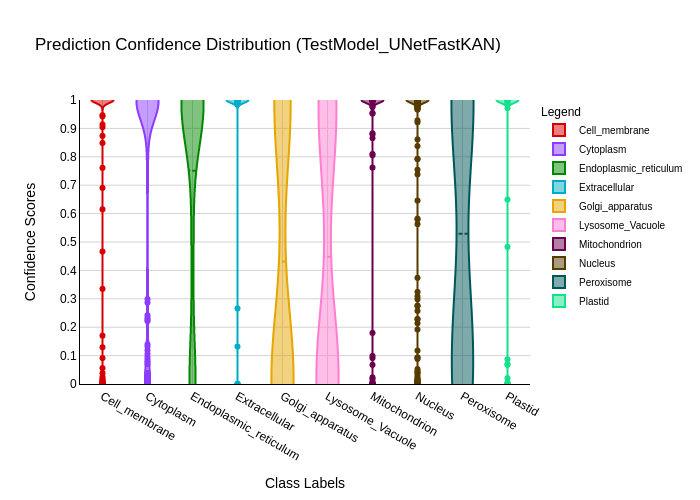 Prediction Confidence Distribution (TestModel_UNetFastKAN)
Legend
Cell_membrane
Cytoplasm
Endoplasmic_reticulum
Extracellular
Golgi_apparatus
Lysosome_Vacuole
Mitochondrion
Nucleus
Peroxisome
Plastid
Confidence Scores
1
0.9
0.8
0.7
0.6
0.5
0.4
0.3
0.2
0.1
0
Cell_membrane
Cytoplasm
Endoplasmic_reticulum
Extracellular
Golgi_apparatus
Lysosome_Vacuole
Mitochondrion
Nucleus
Peroxisome
Plastid
Class Labels